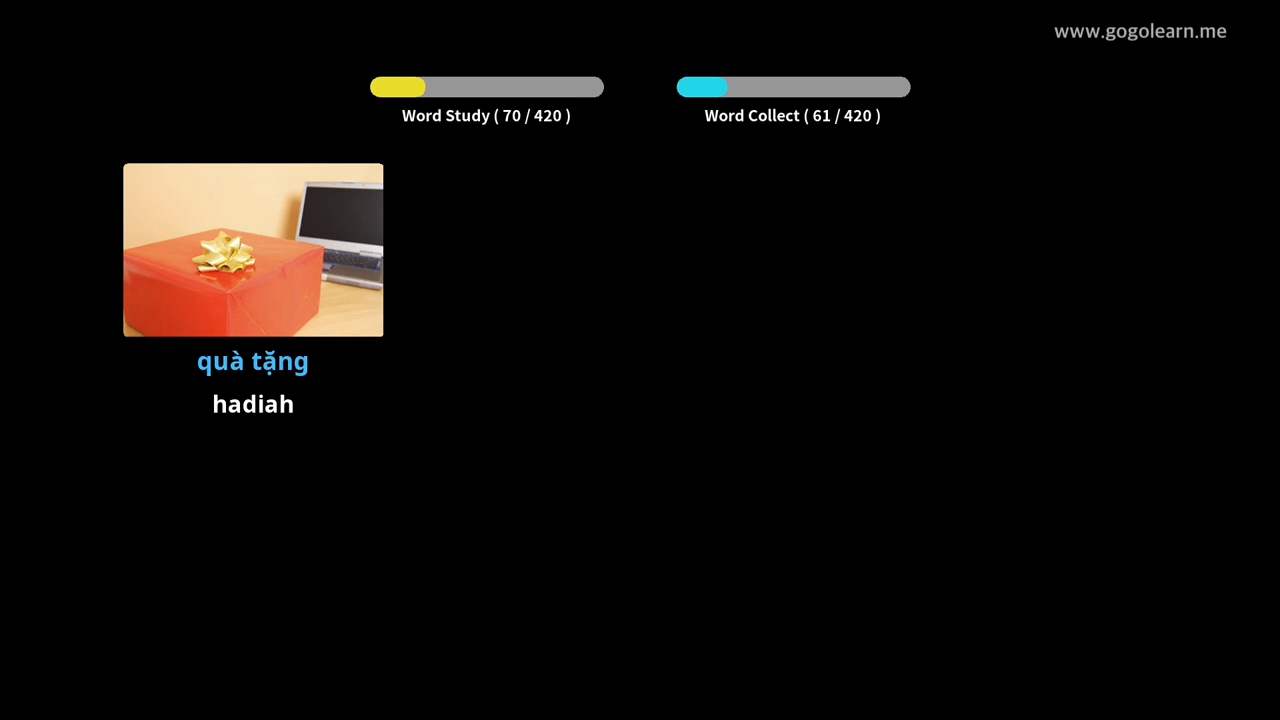 www.gogolearn.me
Word Study ( 70 / 420 )
Word Collect ( 61 / 420 )
quà tặng
hadiah